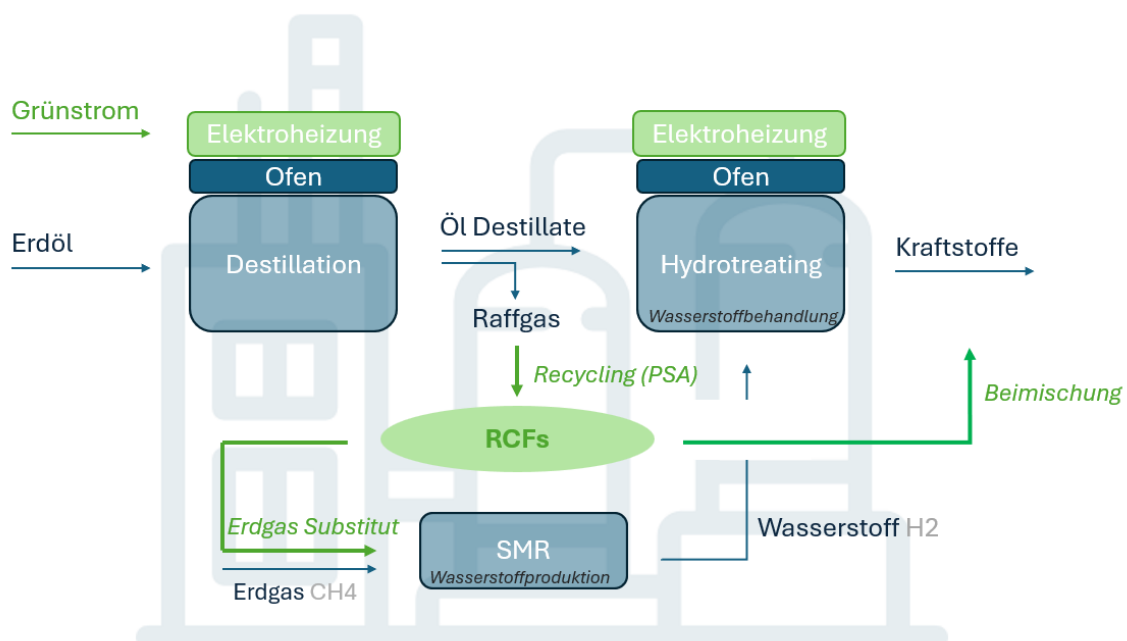 Grünstrom
Elektroheizung
Elektroheizung
Ofen
Ofen
Erdöl
Destillation
Öl Destillate
Hydrotreating
Kraftstoffe
Wasserstoffbehandlung
Raffgas
Recycling (PSA)
Beimischung
RCFs
Erdgas Substitut
SMR
Wasserstoff H2
Wasserstoffproduktion
Erdgas CH4